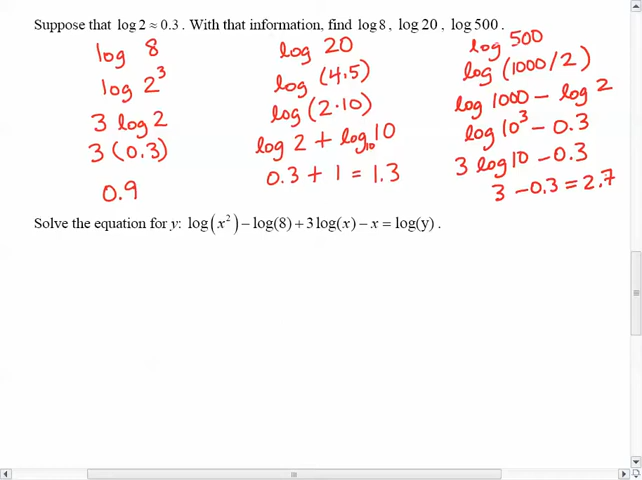 Suppose that log 2 ≈ 0.3 . With that information, find log 8 , log 20 , log 500 .
log 8
log 2³
3 log 2
3 (0.3)
0.9
log 20
log (4·5)
log (2·10)
log 2 + log₁₀10
0.3 + 1 = 1.3
log 500
log (1000/2)
log 1000 − log 2
log 10³ − 0.3
3 log 10 − 0.3
3 − 0.3 = 2.7
Solve the equation for y: log(x²) − log(8) + 3 log(x) − x = log(y) .